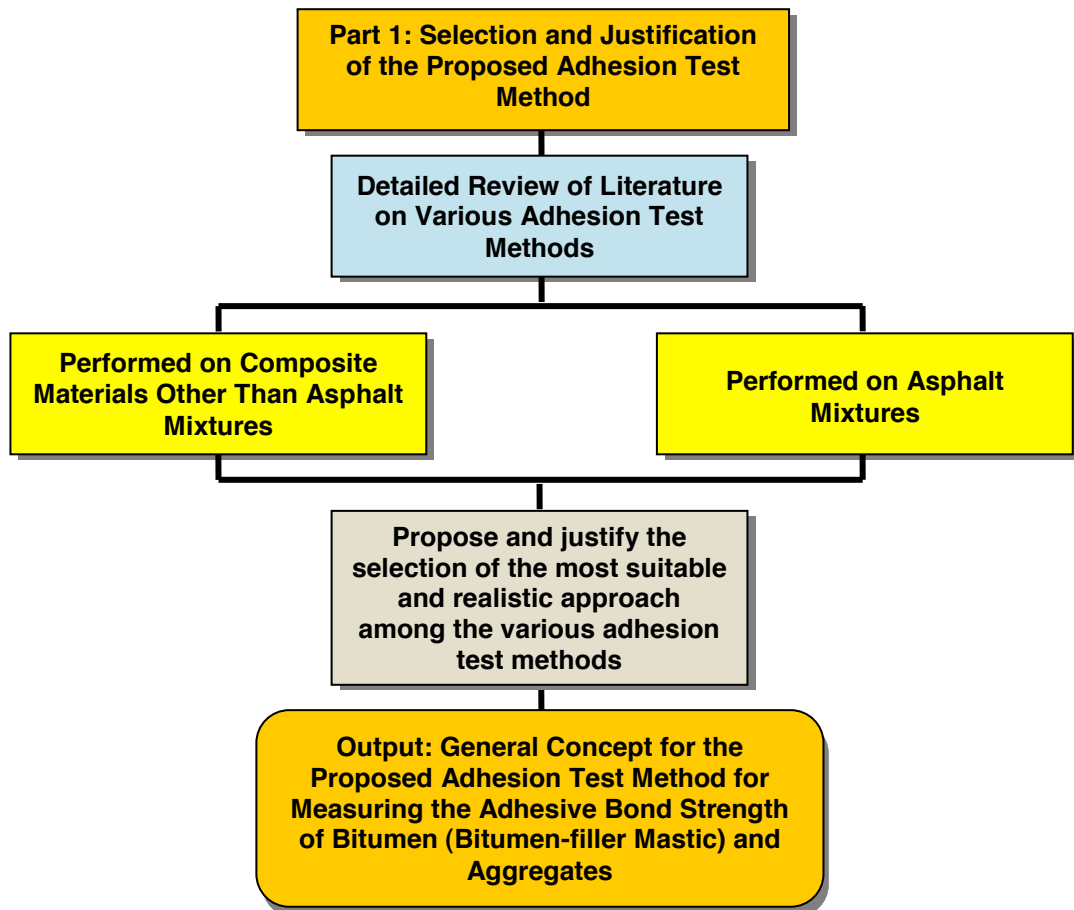 Part 1: Selection and Justification
of the Proposed Adhesion Test
Method
Detailed Review of Literature
on Various Adhesion Test
Methods
Performed on Composite
Materials Other Than Asphalt
Mixtures
Performed on Asphalt
Mixtures
Propose and justify the
selection of the most suitable
and realistic approach
among the various adhesion
test methods
Output: General Concept for the
Proposed Adhesion Test Method for
Measuring the Adhesive Bond Strength
of Bitumen (Bitumen-filler Mastic) and
Aggregates